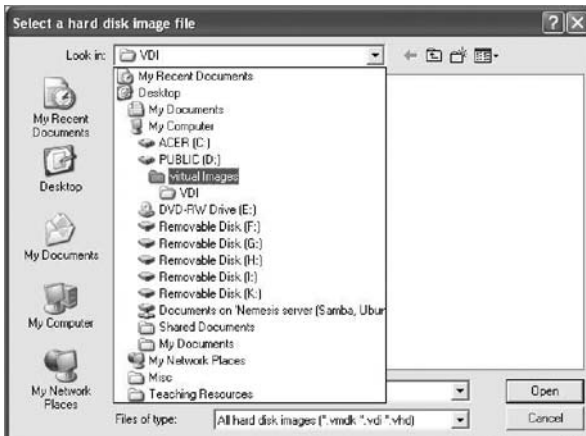 Select a hard disk image file
Look in: VDI
My Recent Documents
Desktop
My Documents
My Computer
ACER (C:)
PUBLIC (D:)
virtual Images
VDI
DVD-RW Drive (E:)
Removable Disk (F:)
Removable Disk (G:)
Removable Disk (H:)
Removable Disk (I:)
Removable Disk (K:)
Documents on 'Nemesis server (Samba, Ubur
Shared Documents
My Documents
My Network Places
Misc
Teaching Resources
My Recent
Documents
Desktop
My Documents
My Computer
My Network
Places
Open
Files of type: All hard disk images (*.vmdk *.vdi *.vhd)
Cancel